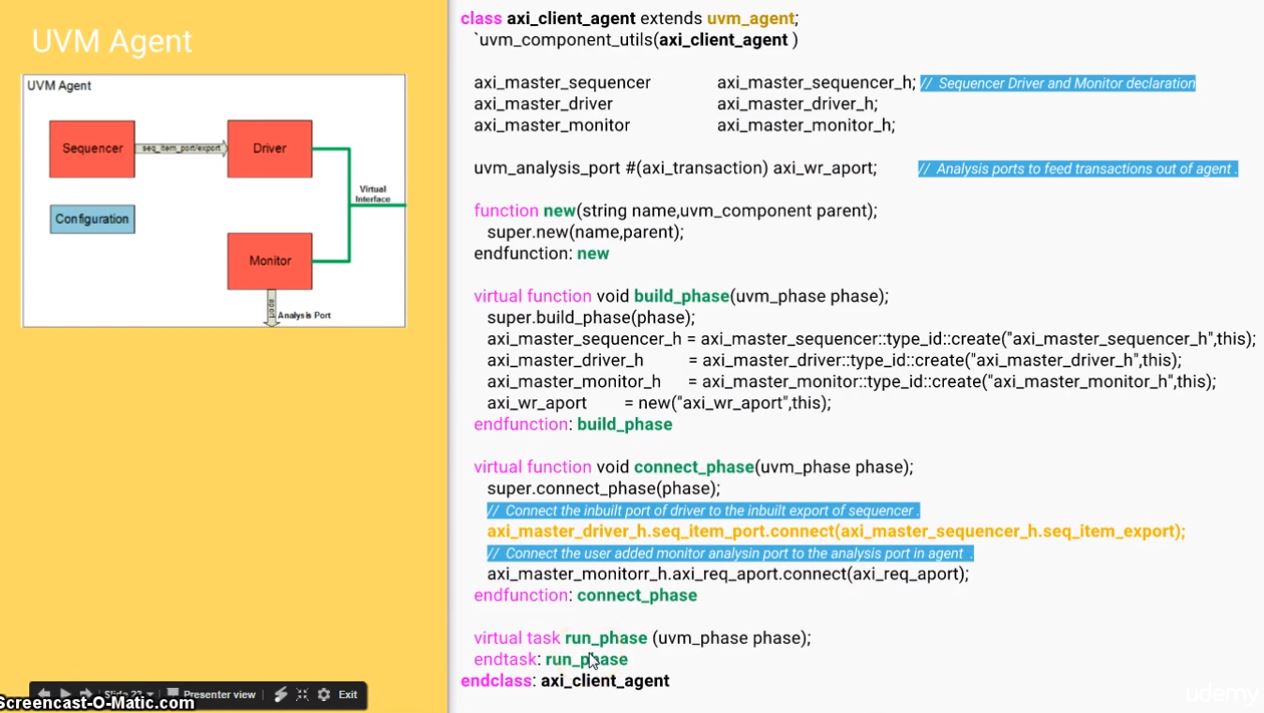 UVM Agent
UVM Agent
Sequencer
seq_item_port/export
Driver
Virtual
Interface
Configuration
Monitor
Analysis Port
class axi_client_agent extends uvm_agent;
`uvm_component_utils(axi_client_agent )
axi_master_sequencer axi_master_sequencer_h; // Sequencer Driver and Monitor declaration
axi_master_driver axi_master_driver_h;
axi_master_monitor axi_master_monitor_h;
uvm_analysis_port #(axi_transaction) axi_wr_aport; // Analysis ports to feed transactions out of agent .
function new(string name,uvm_component parent);
super.new(name,parent);
endfunction: new
virtual function void build_phase(uvm_phase phase);
super.build_phase(phase);
axi_master_sequencer_h = axi_master_sequencer::type_id::create("axi_master_sequencer_h",this);
axi_master_driver_h = axi_master_driver::type_id::create("axi_master_driver_h",this);
axi_master_monitor_h = axi_master_monitor::type_id::create("axi_master_monitor_h",this);
axi_wr_aport = new("axi_wr_aport",this);
endfunction: build_phase
virtual function void connect_phase(uvm_phase phase);
super.connect_phase(phase);
// Connect the inbuilt port of driver to the inbuilt export of sequencer .
axi_master_driver_h.seq_item_port.connect(axi_master_sequencer_h.seq_item_export);
// Connect the user added monitor analysin port to the analysis port in agent .
axi_master_monitorr_h.axi_req_aport.connect(axi_req_aport);
endfunction: connect_phase
virtual task run_phase (uvm_phase phase);
endtask: run_phase
endclass: axi_client_agent
Presenter view
Exit
Screencast-O-Matic.com
udemy